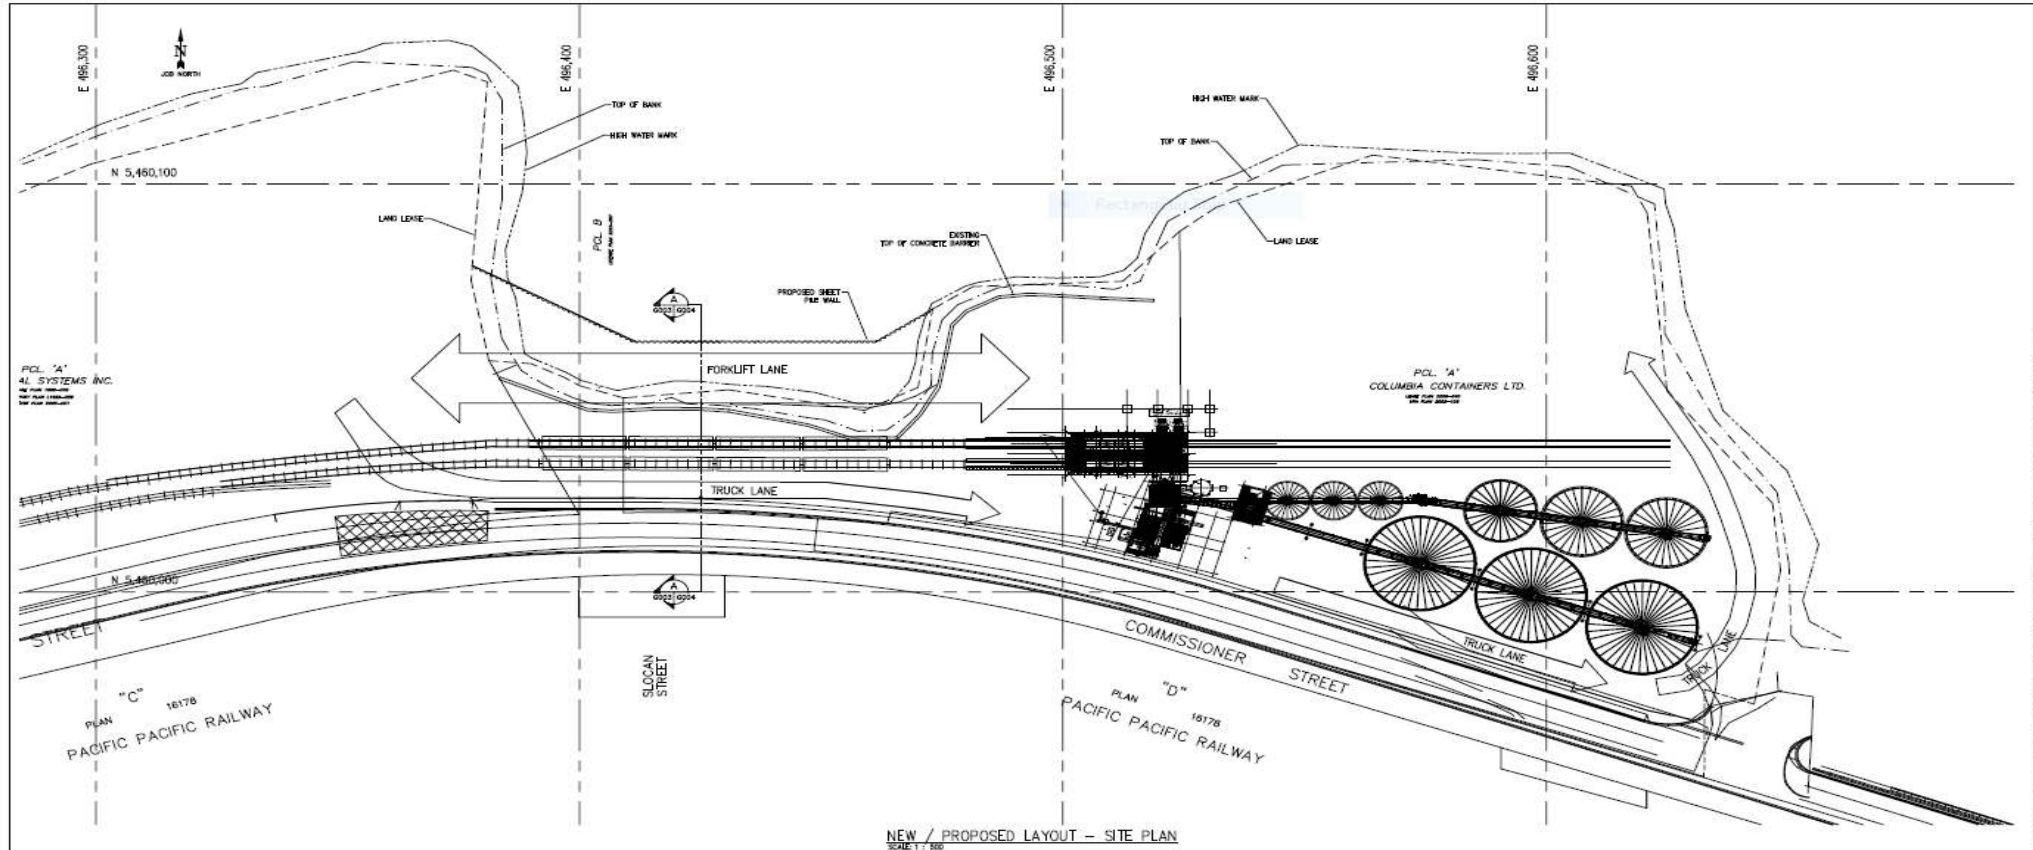 E 496,300
E 496,400
E 496,500
E 496,600
N
JOB NORTH
TOP OF BANK
HIGH WATER MARK
HIGH WATER MARK
TOP OF BANK
N 5,460,100
LAND LEASE
PCL B
EXISTING
TOP OF CONCRETE BARRIER
LAND LEASE
PROPOSED SHEET
PILE WALL
A
G003 G004
FORKLIFT LANE
PCL. 'A'
AL SYSTEMS INC.
PCL. 'A'
COLUMBIA CONTAINERS LTD.
TRUCK LANE
N 5,460,000
A
G003 G004
STREET
SLOCAN
STREET
COMMISSIONER STREET
TRUCK LANE
TRUCK LANE
"C"
PLAN 16178
PACIFIC PACIFIC RAILWAY
"D"
PLAN 16178
PACIFIC PACIFIC RAILWAY
NEW / PROPOSED LAYOUT – SITE PLAN
SCALE: 1 : 500